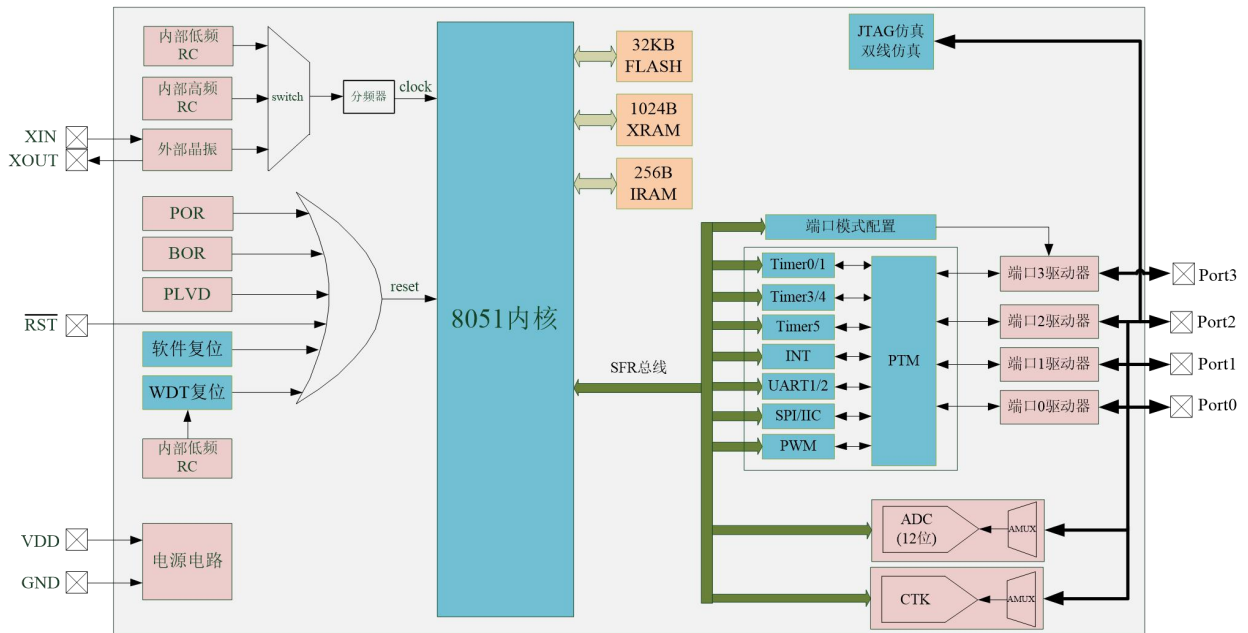 内部低频
RC
内部高频
RC
外部晶振
XIN
XOUT
switch
分频器
clock
POR
BOR
PLVD
RST
软件复位
WDT复位
内部低频
RC
reset
VDD
GND
电源电路
8051内核
32KB
FLASH
1024B
XRAM
256B
IRAM
JTAG仿真
双线仿真
SFR总线
端口模式配置
Timer0/1
Timer3/4
Timer5
INT
UART1/2
SPI/IIC
PWM
PTM
端口3驱动器
端口2驱动器
端口1驱动器
端口0驱动器
Port3
Port2
Port1
Port0
ADC
(12位)
AMUX
CTK
AMUX